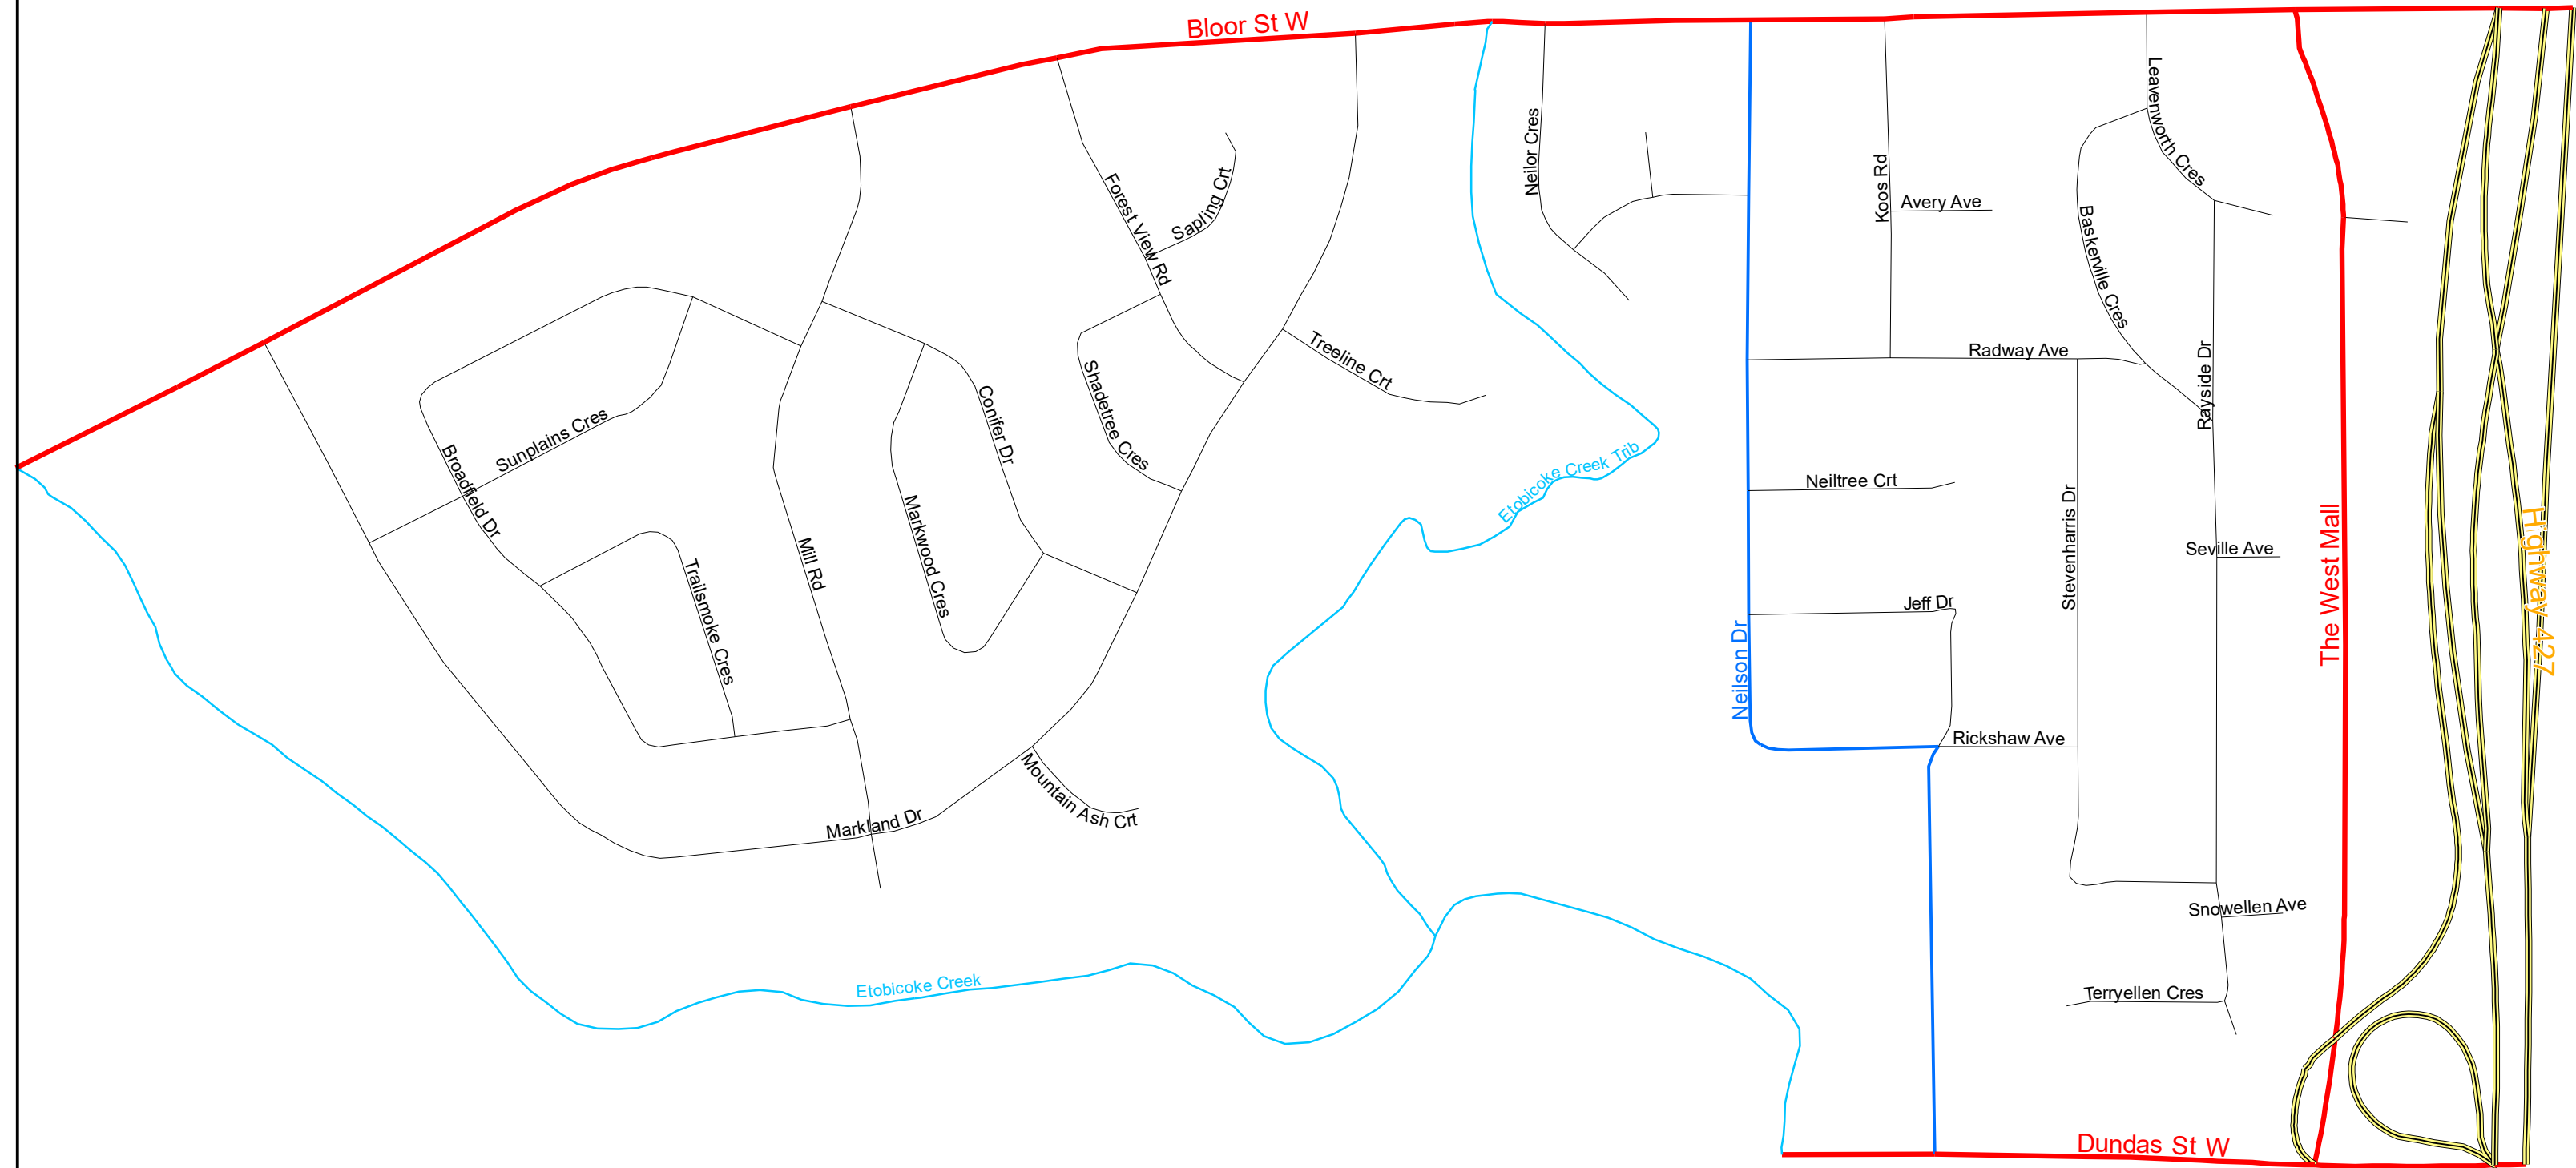 Bloor St W
Leavenworth Cres
Neilor Cres
Koos Rd
Avery Ave
Forest View Rd
Sapling Crt
Baskerville Cres
Treeline Crt
Radway Ave
Rayside Dr
Shadetree Cres
Conifer Dr
Sunplains Cres
Broadfield Dr
Etobicoke Creek Trib
Neiltree Crt
Stevenharris Dr
Markwood Cres
Mill Rd
Seville Ave
The West Mall
Highway 427
Trailsmoke Cres
Jeff Dr
Neilson Dr
Rickshaw Ave
Mountain Ash Crt
Markland Dr
Snowellen Ave
Etobicoke Creek
Terryellen Cres
Dundas St W